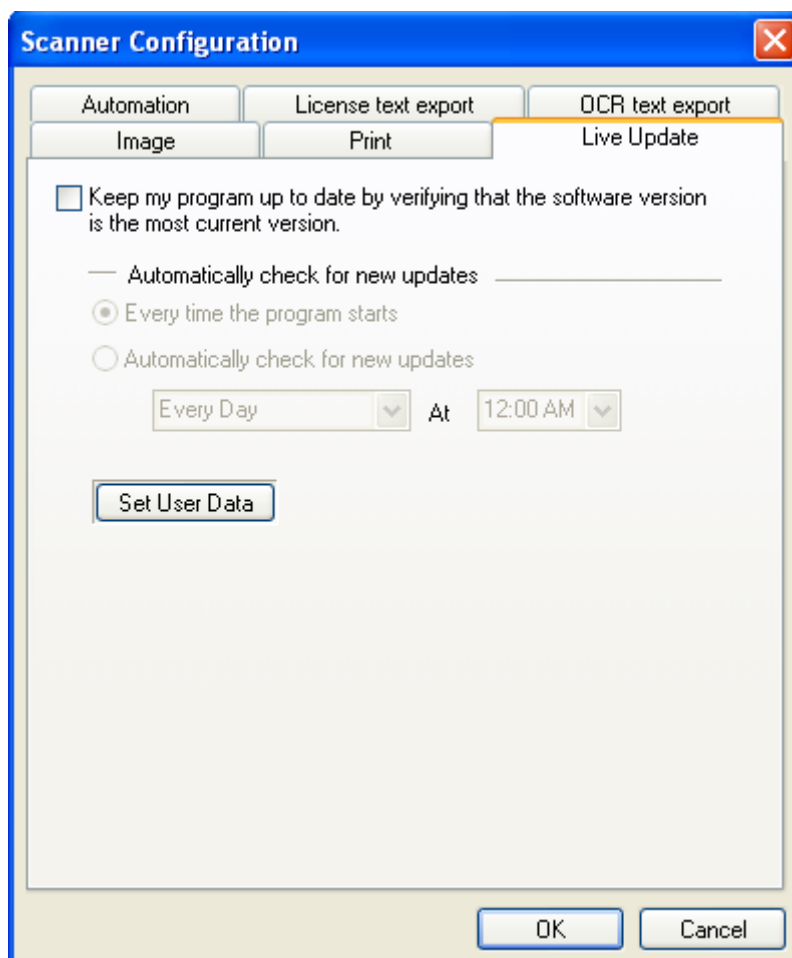 Scanner Configuration
Automation
License text export
OCR text export
Image
Print
Live Update
Keep my program up to date by verifying that the software version
is the most current version.
Automatically check for new updates
Every time the program starts
Automatically check for new updates
Every Day
At
12:00 AM
Set User Data
OK
Cancel